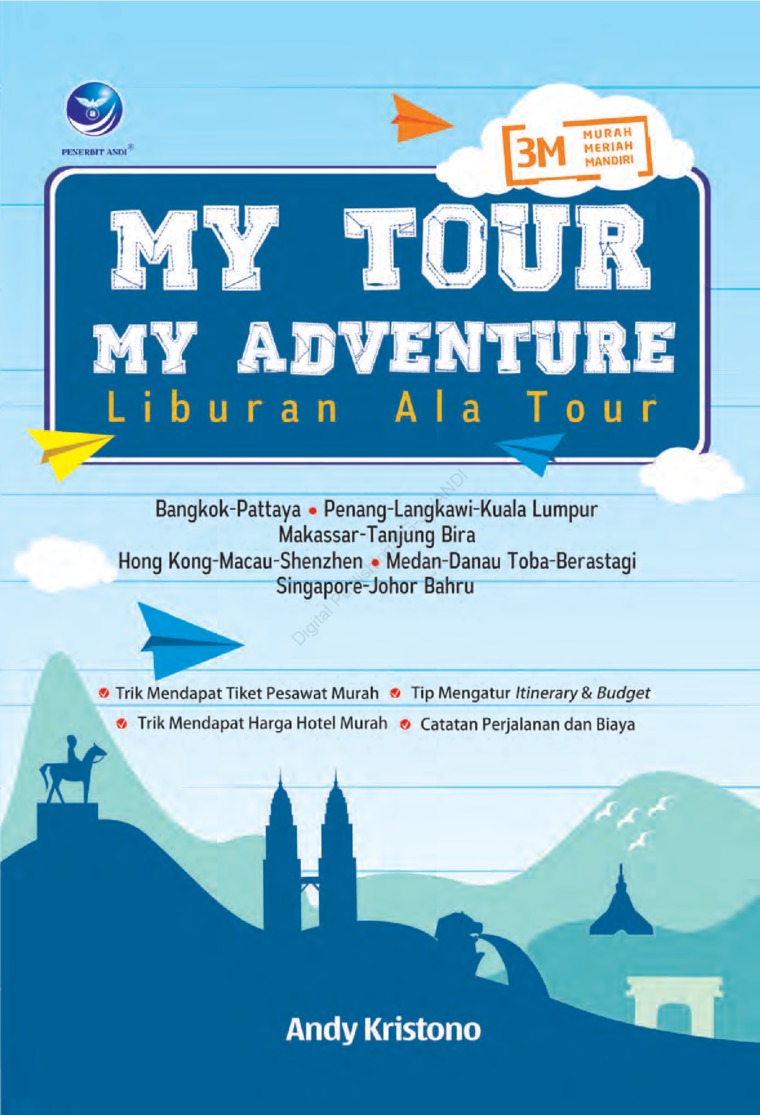 PENERBIT ANDI®
3M
MURAH
MERIAH
MANDIRI
MY TOUR
MY ADVENTURE
Liburan Ala Tour
Bangkok-Pattaya • Penang-Langkawi-Kuala Lumpur
Makassar-Tanjung Bira
Hong Kong-Macau-Shenzhen • Medan-Danau Toba-Berastagi
Singapore-Johor Bahru
Trik Mendapat Tiket Pesawat Murah
Tip Mengatur Itinerary & Budget
Trik Mendapat Harga Hotel Murah
Catatan Perjalanan dan Biaya
Andy Kristono